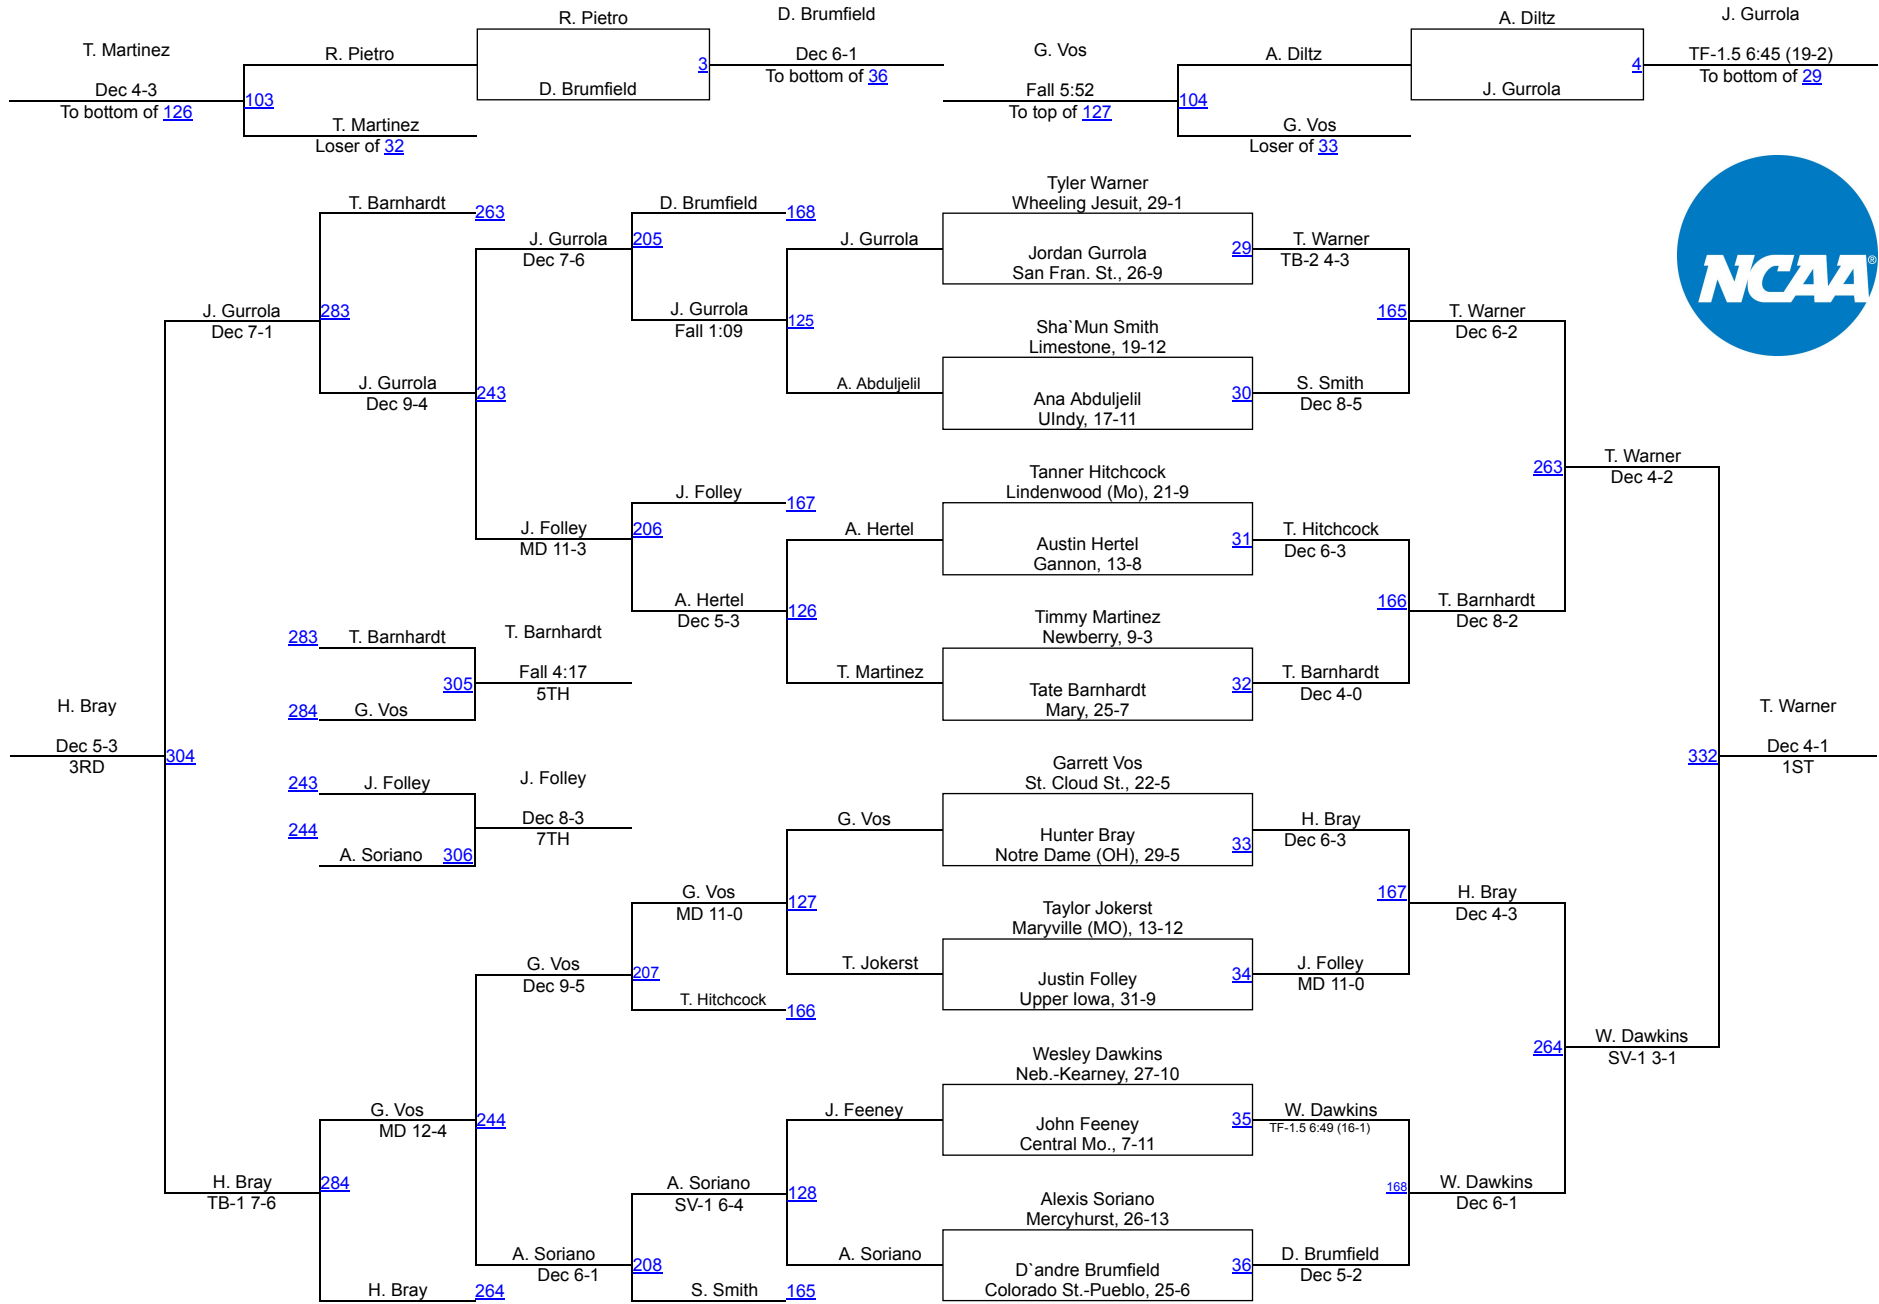 R. Pietro
D. Brumfield
A. Diltz
J. Gurrola
T. Martinez
R. Pietro
3
Dec 6-1
G. Vos
A. Diltz
4
TF-1.5 6:45 (19-2)
To bottom of 36
To bottom of 29
Dec 4-3
D. Brumfield
Fall 5:52
J. Gurrola
103
104
To bottom of 126
To top of 127
T. Martinez
G. Vos
Loser of 32
Loser of 33
NCAA®
Tyler Warner
Wheeling Jesuit, 29-1
Jordan Gurrola
San Fran. St., 26-9
29
T. Warner
TB-2 4-3
Sha`Mun Smith
Limestone, 19-12
Ana Abduljelil
UIndy, 17-11
30
S. Smith
Dec 8-5
165
T. Warner
Dec 6-2
Tanner Hitchcock
Lindenwood (Mo), 21-9
Austin Hertel
Gannon, 13-8
31
T. Hitchcock
Dec 6-3
Timmy Martinez
Newberry, 9-3
Tate Barnhardt
Mary, 25-7
32
T. Barnhardt
Dec 4-0
166
T. Barnhardt
Dec 8-2
263
T. Warner
Dec 4-2
Garrett Vos
St. Cloud St., 22-5
Hunter Bray
Notre Dame (OH), 29-5
33
H. Bray
Dec 6-3
Taylor Jokerst
Maryville (MO), 13-12
Justin Folley
Upper Iowa, 31-9
34
J. Folley
MD 11-0
167
H. Bray
Dec 4-3
Wesley Dawkins
Neb.-Kearney, 27-10
John Feeney
Central Mo., 7-11
35
W. Dawkins
TF-1.5 6:49 (16-1)
Alexis Soriano
Mercyhurst, 26-13
D`andre Brumfield
Colorado St.-Pueblo, 25-6
36
D. Brumfield
Dec 5-2
168
W. Dawkins
Dec 6-1
264
W. Dawkins
SV-1 3-1
332
T. Warner
Dec 4-1
1ST
J. Gurrola
A. Abduljelil
125
J. Gurrola
Fall 1:09
D. Brumfield
168
205
J. Gurrola
Dec 7-6
A. Hertel
T. Martinez
126
A. Hertel
Dec 5-3
J. Folley
167
206
J. Folley
MD 11-3
243
J. Gurrola
Dec 9-4
T. Barnhardt
263
283
J. Gurrola
Dec 7-1
283
T. Barnhardt
284
G. Vos
305
T. Barnhardt
Fall 4:17
5TH
243
J. Folley
244
A. Soriano
306
J. Folley
Dec 8-3
7TH
G. Vos
T. Jokerst
127
G. Vos
MD 11-0
T. Hitchcock
166
207
G. Vos
Dec 9-5
J. Feeney
A. Soriano
128
A. Soriano
SV-1 6-4
S. Smith
165
208
A. Soriano
Dec 6-1
244
G. Vos
MD 12-4
H. Bray
264
284
H. Bray
TB-1 7-6
304
H. Bray
Dec 5-3
3RD